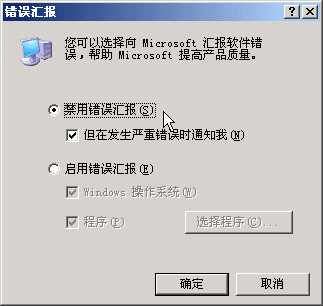 错误汇报
您可以选择向 Microsoft 汇报软件错
误，帮助 Microsoft 提高产品质量。
禁用错误汇报(S)
但在发生严重错误时通知我(N)
启用错误汇报(E)
Windows 操作系统(W)
程序(P)
选择程序(C)...
确定
取消